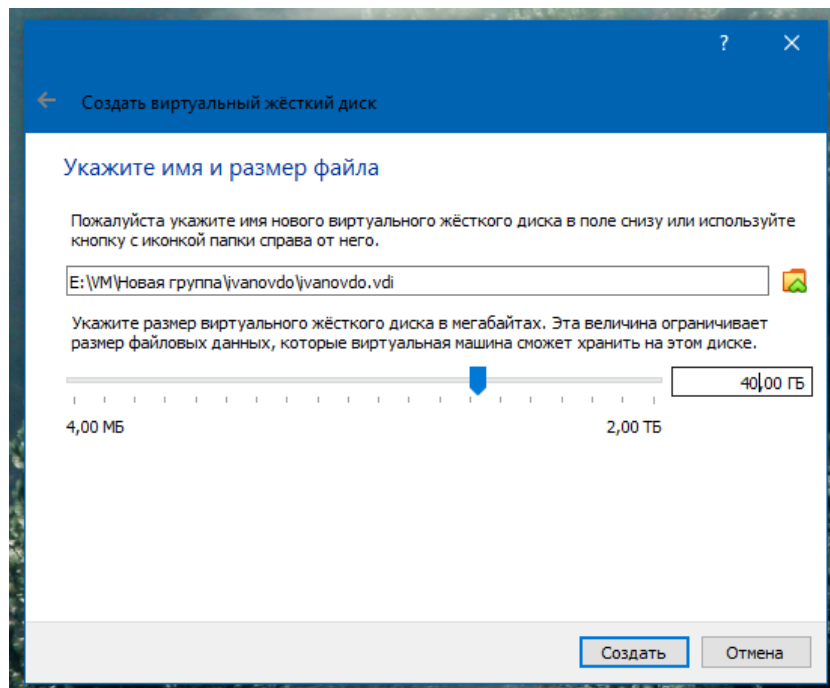 ?
Создать виртуальный жёсткий диск
Укажите имя и размер файла
Пожалуйста укажите имя нового виртуального жёсткого диска в поле снизу или используйте
кнопку с иконкой папки справа от него.
E:\VM\Новая группа\ivanovdo\ivanovdo.vdi
Укажите размер виртуального жёсткого диска в мегабайтах. Эта величина ограничивает
размер файловых данных, которые виртуальная машина сможет хранить на этом диске.
40,00 ГБ
4,00 МБ 2,00 ТБ
Создать Отмена